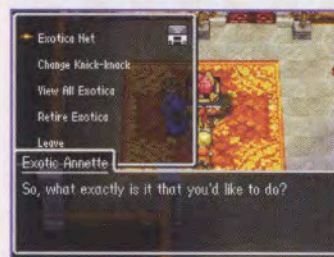 Exotica Net
Change Knick-knack
View All Exotica
Retire Exotica
Leave
Exotic Annette
So, what exactly is it that you'd like to do?